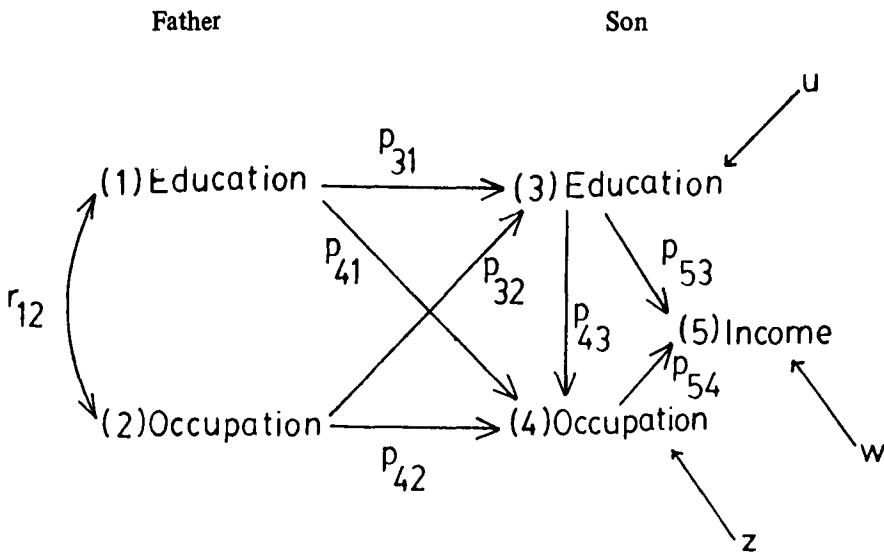 Father Son
u
p31
(1) Education (3) Education
p41 p32 p53
r12 p43 (5) Income
p54
(2) Occupation (4) Occupation
p42 w
z